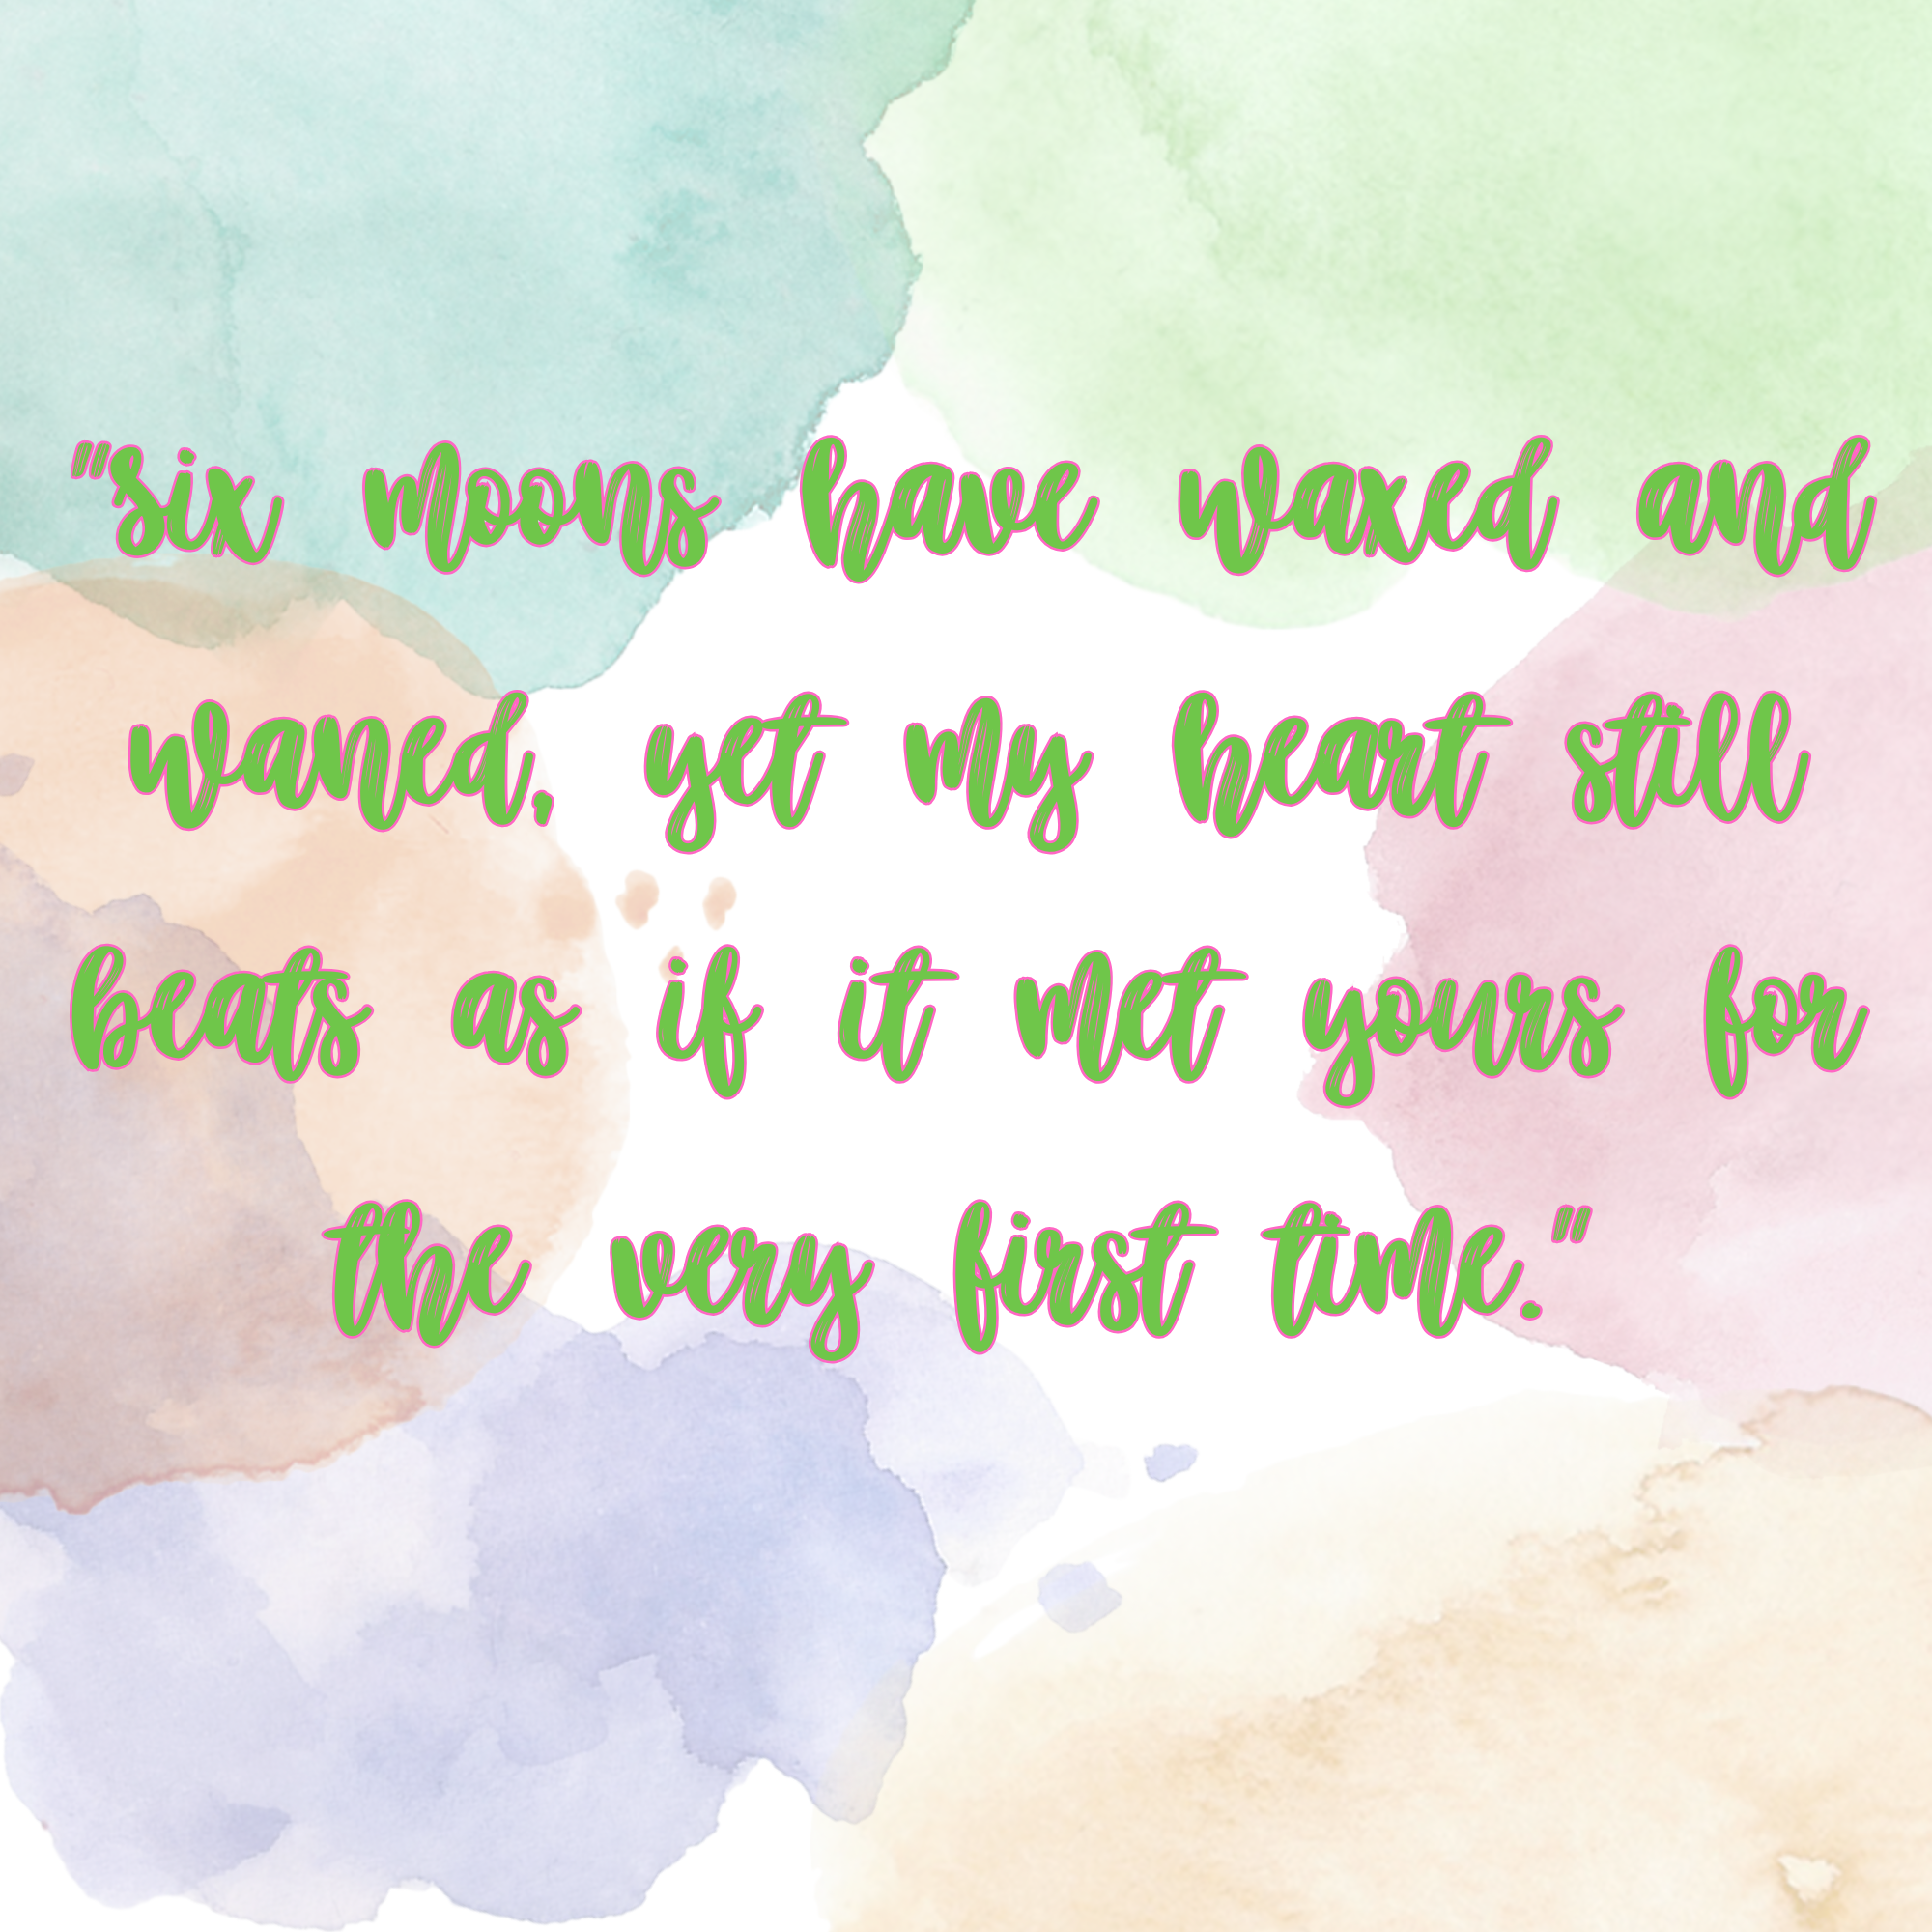 "Six moons have waxed and
waned, yet my heart still
beats as if it met yours for
the very first time."